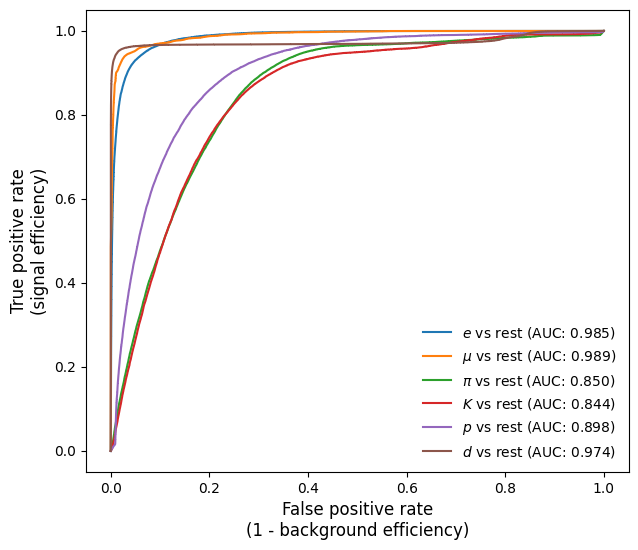 True positive rate
(signal efficiency)
1.0
0.8
0.6
0.4
0.2
0.0
e vs rest (AUC: 0.985)
μ vs rest (AUC: 0.989)
π vs rest (AUC: 0.850)
K vs rest (AUC: 0.844)
p vs rest (AUC: 0.898)
d vs rest (AUC: 0.974)
0.0 0.2 0.4 0.6 0.8 1.0
False positive rate
(1 - background efficiency)